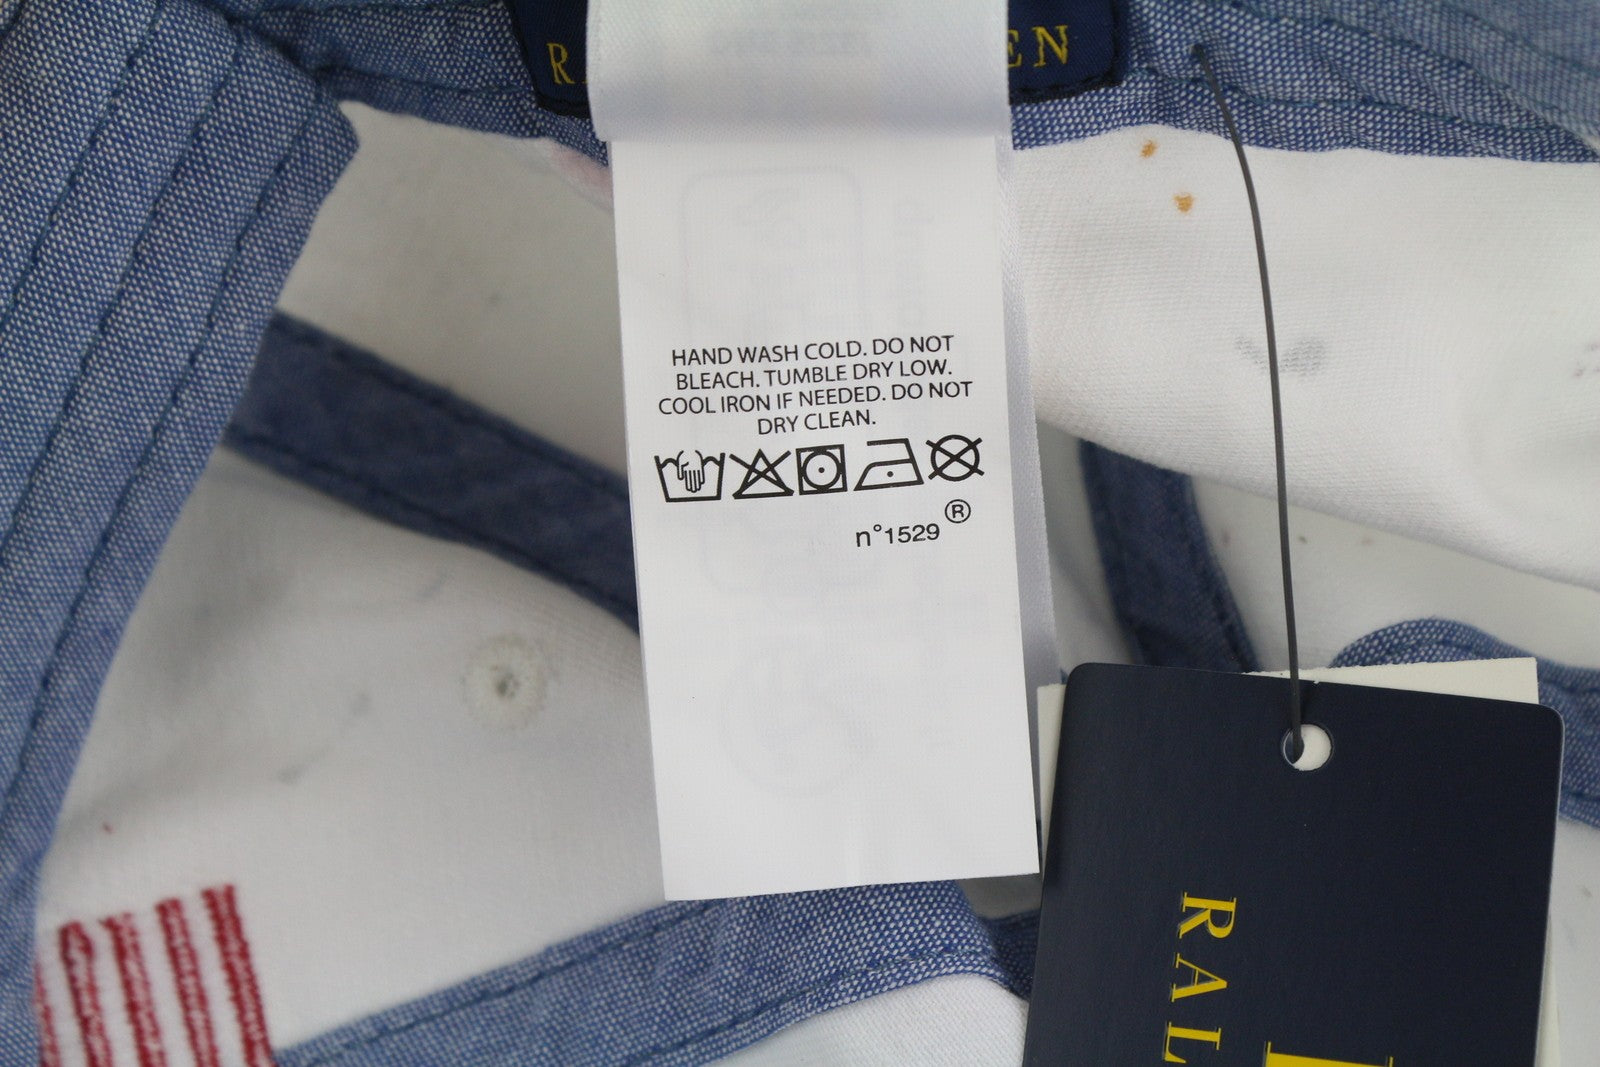 R EN
HAND WASH COLD. DO NOT
BLEACH. TUMBLE DRY LOW.
COOL IRON IF NEEDED. DO NOT
DRY CLEAN.
n°1529 ®
RAL